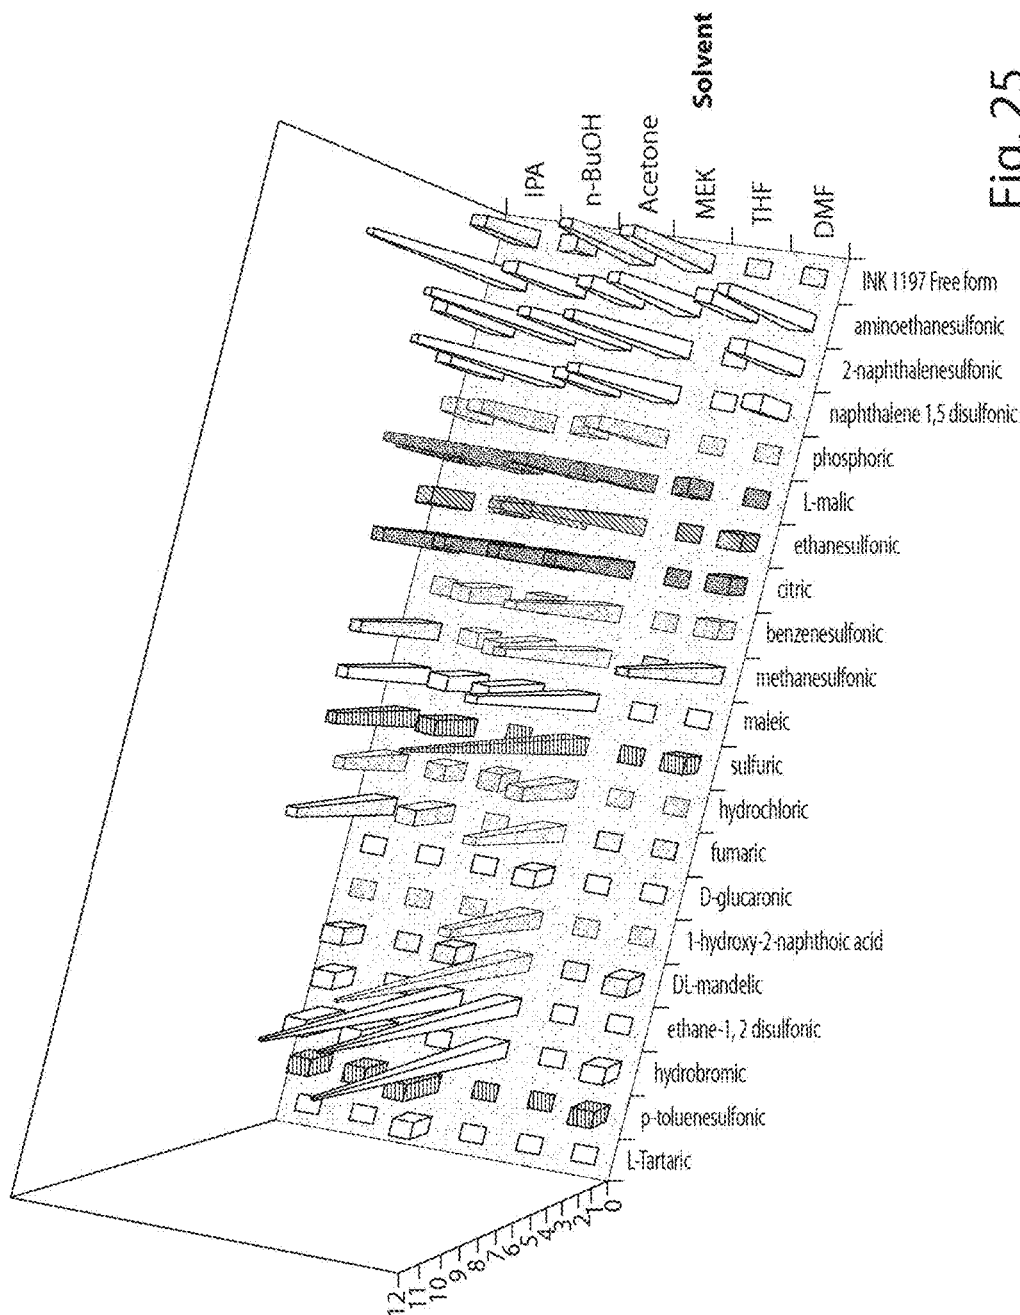 IPA
n-BuOH
Acetone
MEK
THF
DMF
Solvent
Fig. 25
INK 1197 Free form
aminoethanesulfonic
2-naphthalenesulfonic
naphthalene 1,5 disulfonic
phosphoric
L-malic
ethanesulfonic
citric
benzenesulfonic
methanesulfonic
maleic
sulfuric
hydrochloric
fumaric
D-glucaronic
1-hydroxy-2-naphthoic acid
DL-mandelic
ethane-1, 2 disulfonic
hydrobromic
p-toluenesulfonic
L-Tartaric
12
11
10
9
8
7
6
5
4
3
2
1
0